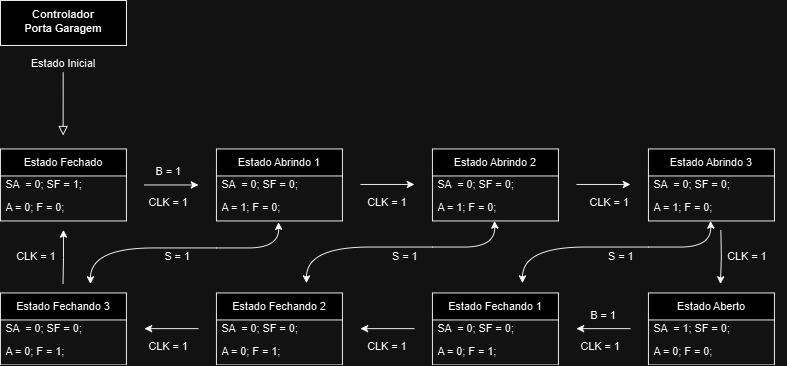 Controlador
Porta Garagem
Estado Inicial
Estado Fechado
SA = 0; SF = 1;
A = 0; F = 0;
B = 1
CLK = 1
Estado Abrindo 1
SA = 0; SF = 0;
A = 1; F = 0;
CLK = 1
Estado Abrindo 2
SA = 0; SF = 0;
A = 1; F = 0;
CLK = 1
Estado Abrindo 3
SA = 0; SF = 0;
A = 1; F = 0;
CLK = 1
S = 1
S = 1
S = 1
CLK = 1
Estado Fechando 3
SA = 0; SF = 0;
A = 0; F = 1;
CLK = 1
Estado Fechando 2
SA = 0; SF = 0;
A = 0; F = 1;
CLK = 1
Estado Fechando 1
SA = 0; SF = 0;
A = 0; F = 1;
B = 1
CLK = 1
Estado Aberto
SA = 1; SF = 0;
A = 0; F = 0;